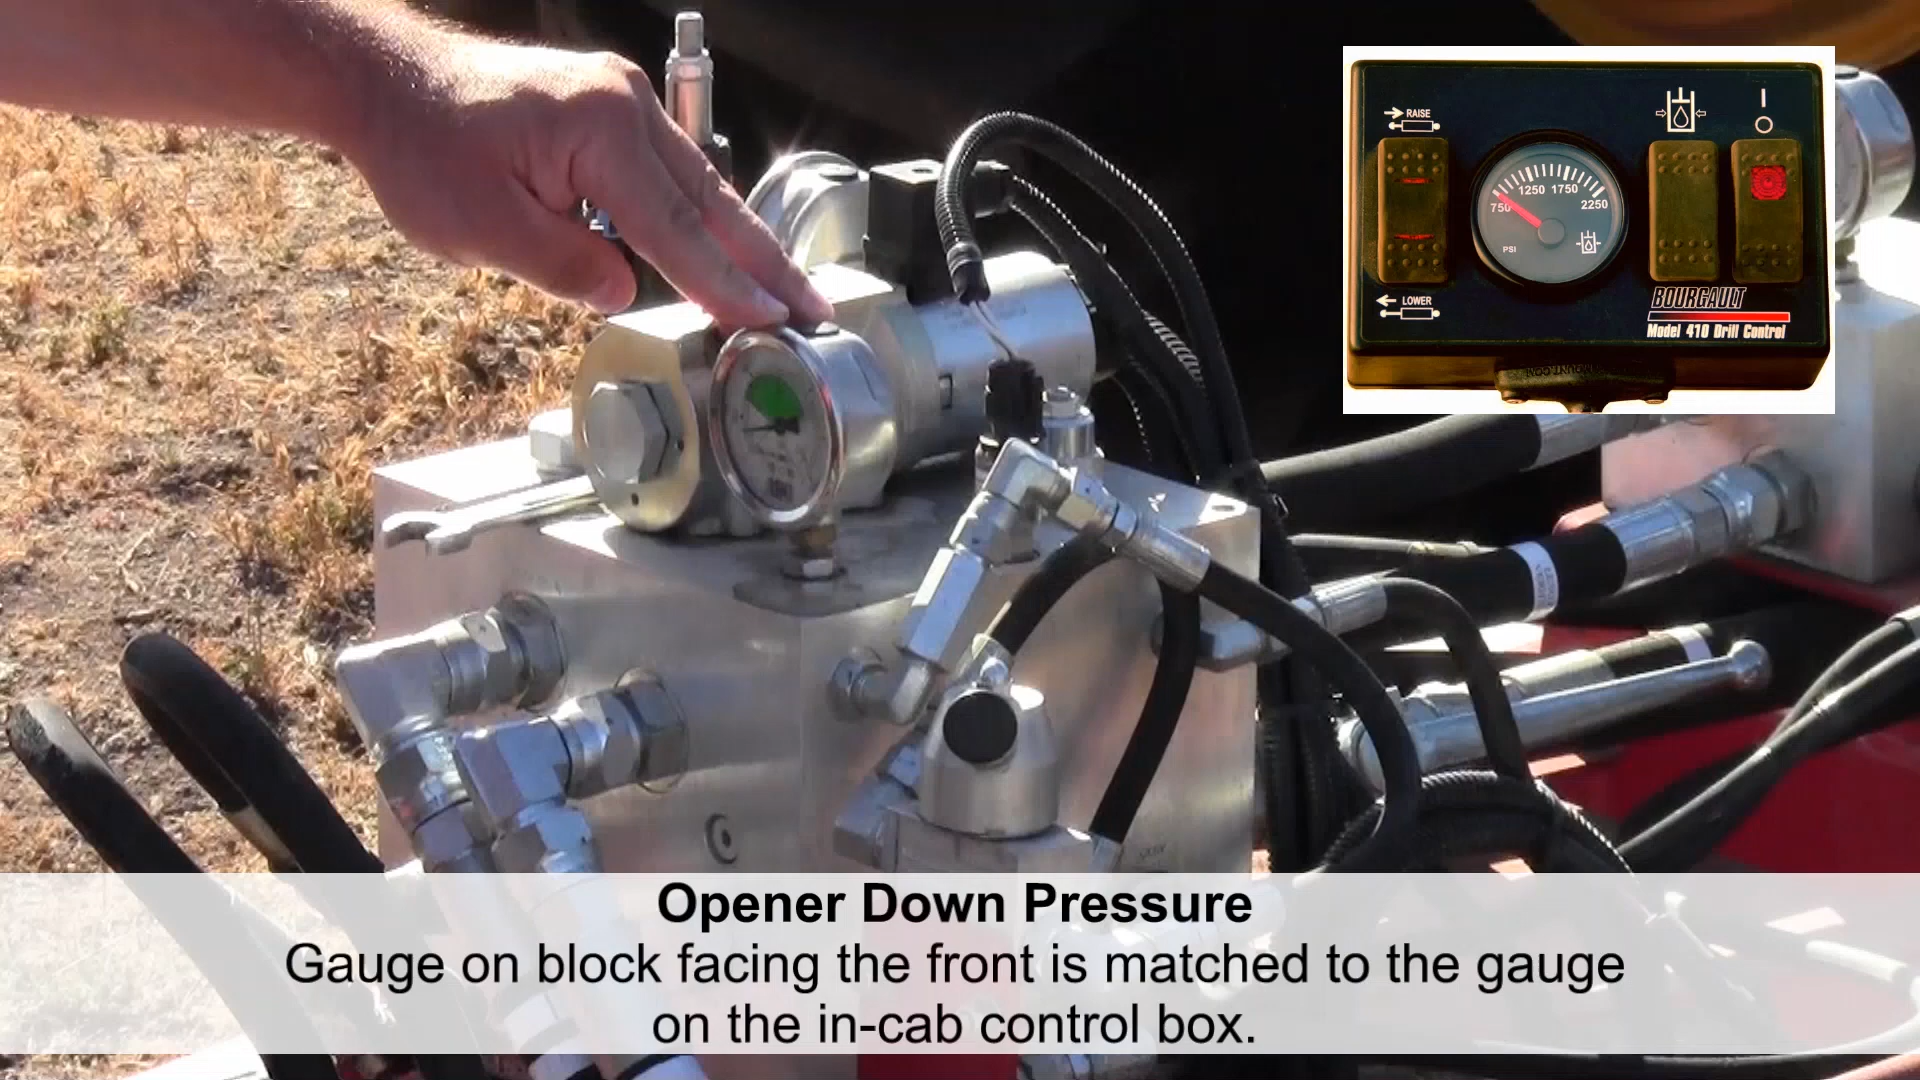 RAISE
1250 1750
750 2250
PSI
LOWER
BOURGAULT
Model 410 Drill Control
Opener Down Pressure
Gauge on block facing the front is matched to the gauge
on the in-cab control box.